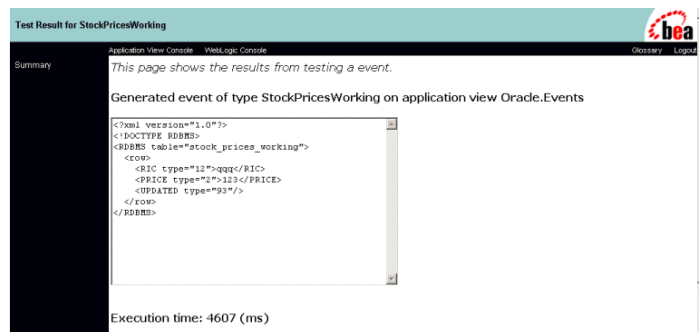 Test Result for StockPricesWorking
bea
Application View Console WebLogic Console Glossary Logout
Summary
This page shows the results from testing a event.
Generated event of type StockPricesWorking on application view Oracle.Events
<?xml version="1.0"?>
<!DOCTYPE RDBMS>
<RDBMS table="stock_prices_working">
<row>
<RIC type="12">qqq</RIC>
<PRICE type="2">123</PRICE>
<UPDATED type="93"/>
</row>
</RDBMS>
Execution time: 4607 (ms)